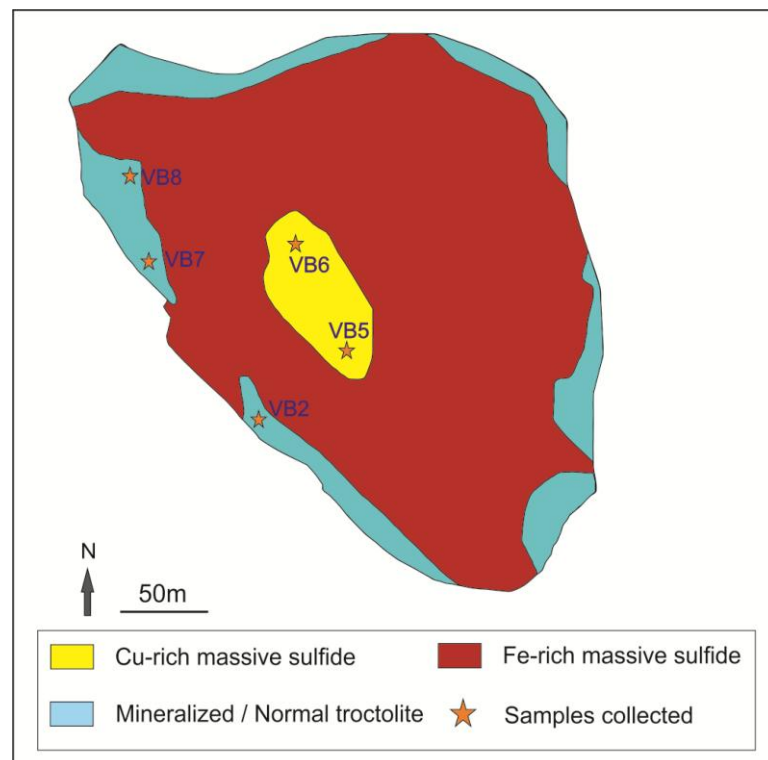 VB8
VB7
VB6
VB5
VB2
N
50m
Cu-rich massive sulfide
Fe-rich massive sulfide
Mineralized / Normal troctolite
Samples collected